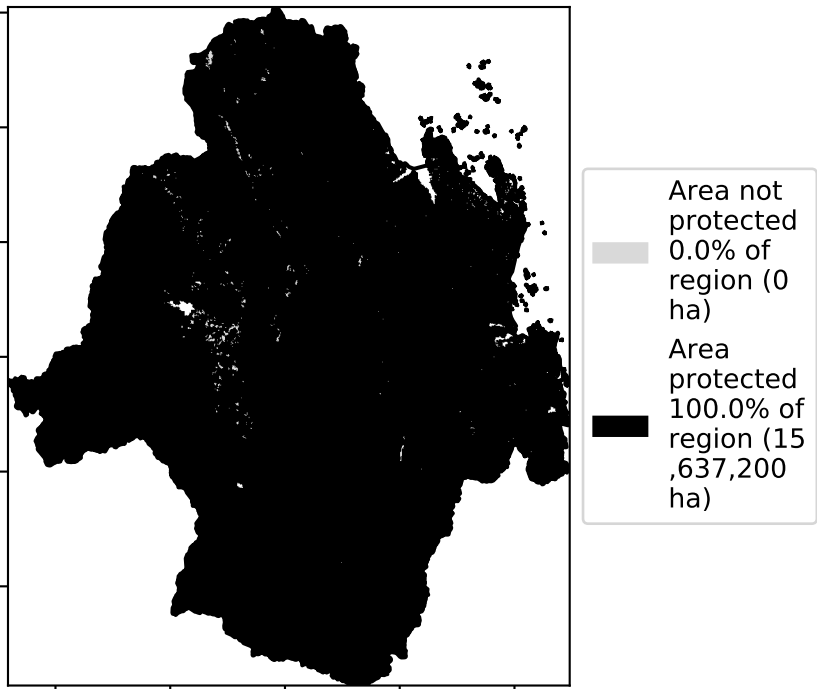 Area not
protected
0.0% of
region (0
ha)
Area
protected
100.0% of
region (15
,637,200
ha)